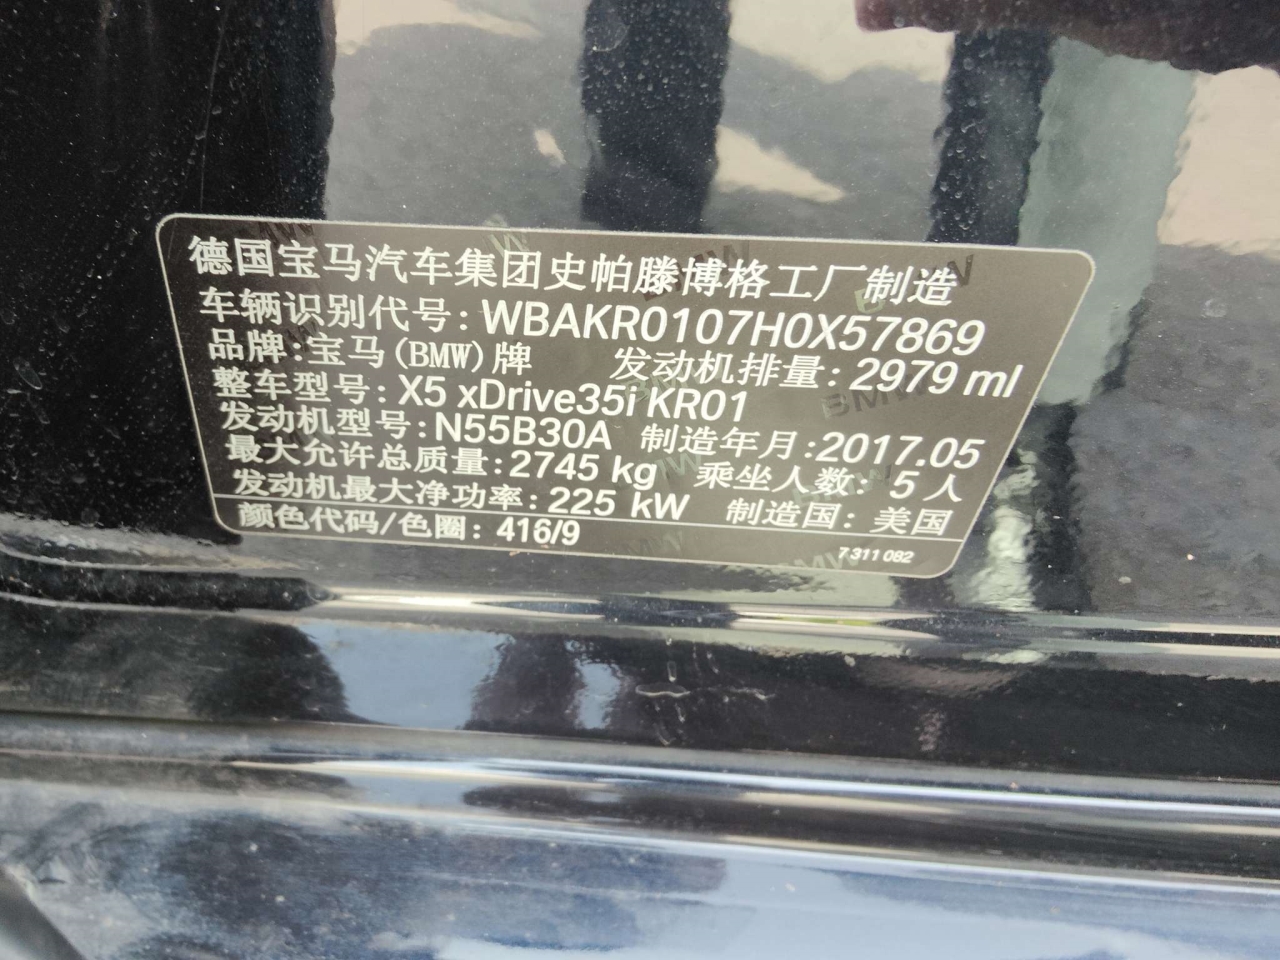 德国宝马汽车集团史帕滕博格工厂制造
车辆识别代号: WBAKR0107H0X57869
品牌:宝马(BMW)牌 发动机排量: 2979 ml
整车型号: X5 xDrive35i KR01
发动机型号:N55B30A 制造年月:2017.05
最大允许总质量:2745 kg 乘坐人数: 5人
发动机最大净功率:225 kW 制造国: 美国
颜色代码/色圈: 416/9
7 311 082